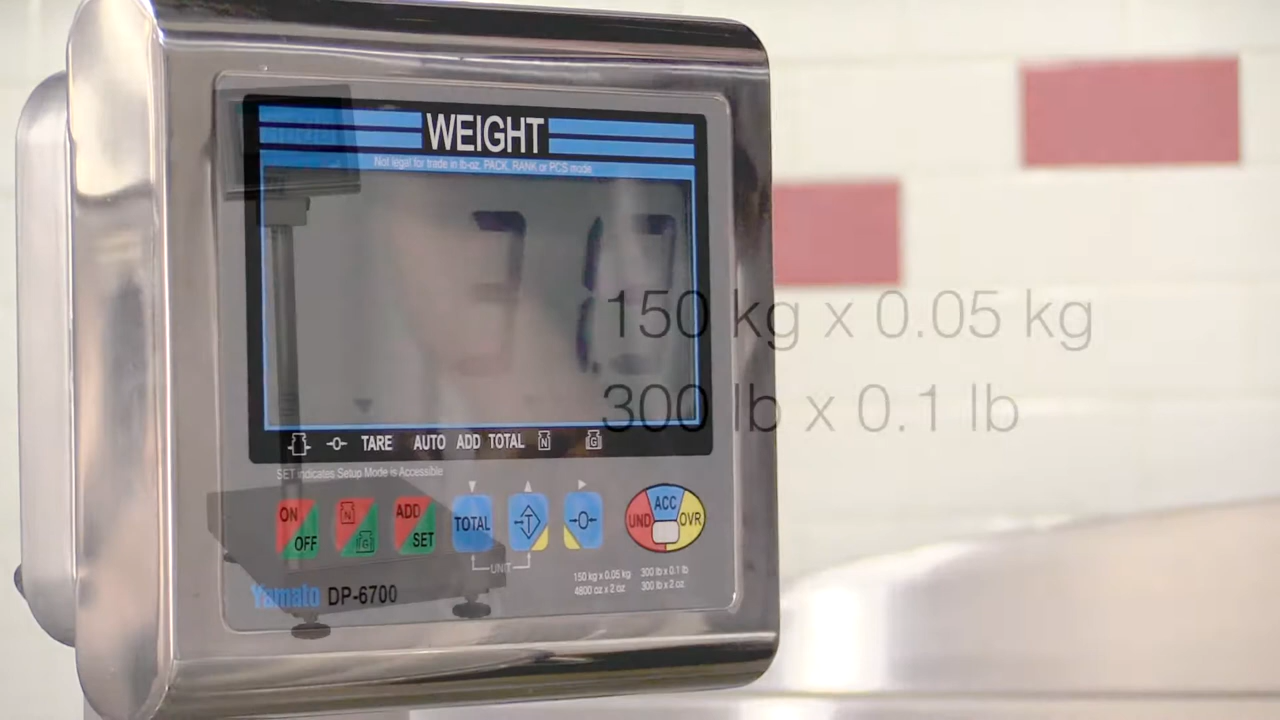 WEIGHT
Not legal for trade in lb-oz, PACK, RANK or PCS mode
150 kg x 0.05 kg
300 lb x 0.1 lb
TARE AUTO ADD TOTAL N G
SET indicates Setup Mode is Accessible
ON OFF
N G
ADD SET
TOTAL
T
0
UNIT
UND ACC OVR
150 kg x 0.05 kg 300 lb x 0.1 lb
4800 oz x 2 oz 300 lb x 2 oz
Yamato DP-6700